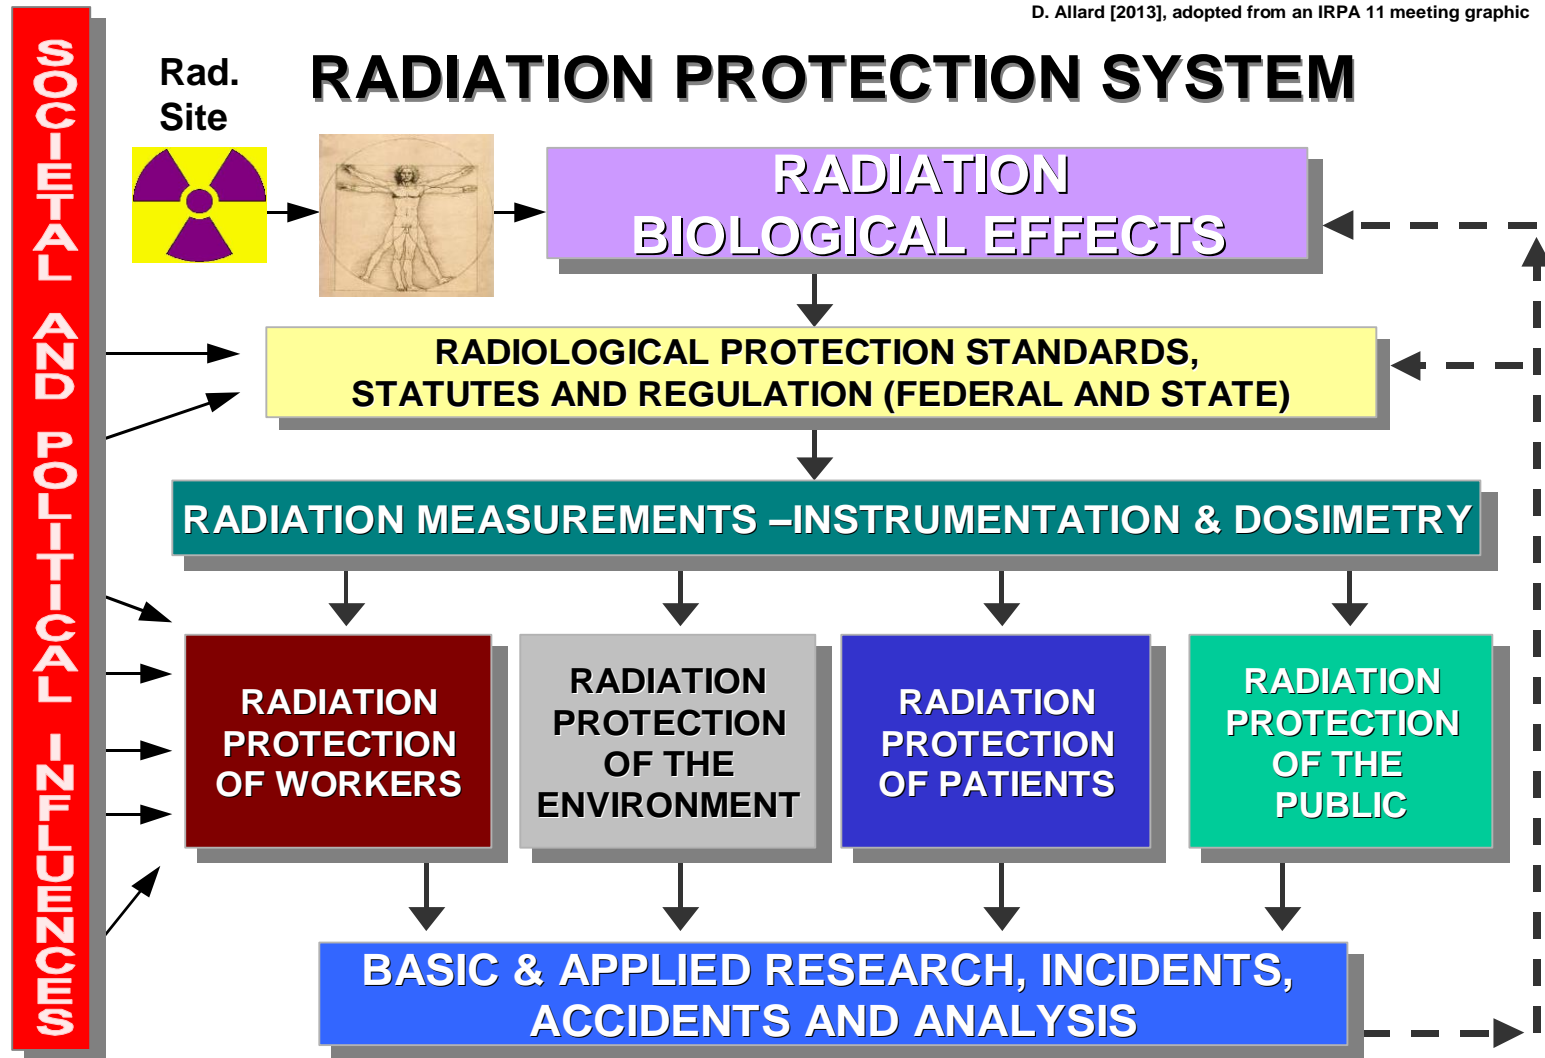 D. Allard [2013], adopted from an IRPA 11 meeting graphic
SOCIETAL AND POLITICAL INFLUENCES
Rad.
Site
RADIATION PROTECTION SYSTEM
RADIATION
BIOLOGICAL EFFECTS
RADIOLOGICAL PROTECTION STANDARDS,
STATUTES AND REGULATION (FEDERAL AND STATE)
RADIATION MEASUREMENTS –INSTRUMENTATION & DOSIMETRY
RADIATION
PROTECTION
OF WORKERS
RADIATION
PROTECTION
OF THE
ENVIRONMENT
RADIATION
PROTECTION
OF PATIENTS
RADIATION
PROTECTION
OF THE
PUBLIC
BASIC & APPLIED RESEARCH, INCIDENTS,
ACCIDENTS AND ANALYSIS